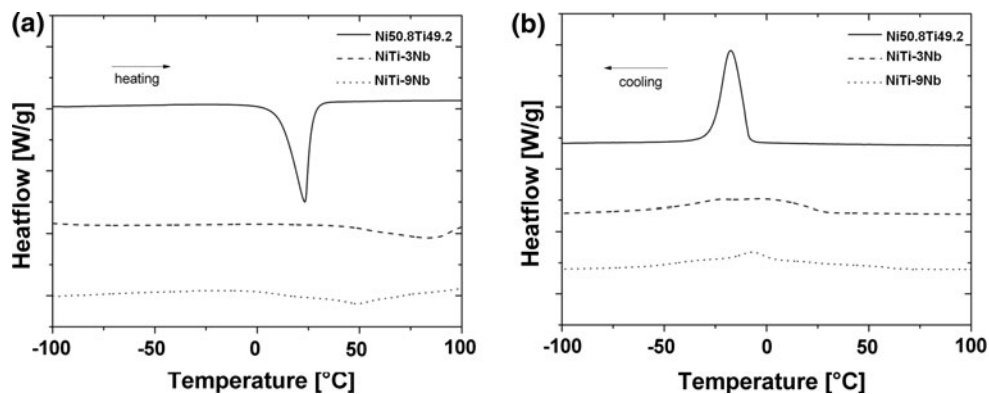 (a)
Ni50.8Ti49.2
NiTi-3Nb
NiTi-9Nb
heating
Heatflow [W/g]
-100 -50 0 50 100
Temperature [°C]
(b)
Ni50.8Ti49.2
NiTi-3Nb
NiTi-9Nb
cooling
Heatflow [W/g]
-100 -50 0 50 100
Temperature [°C]